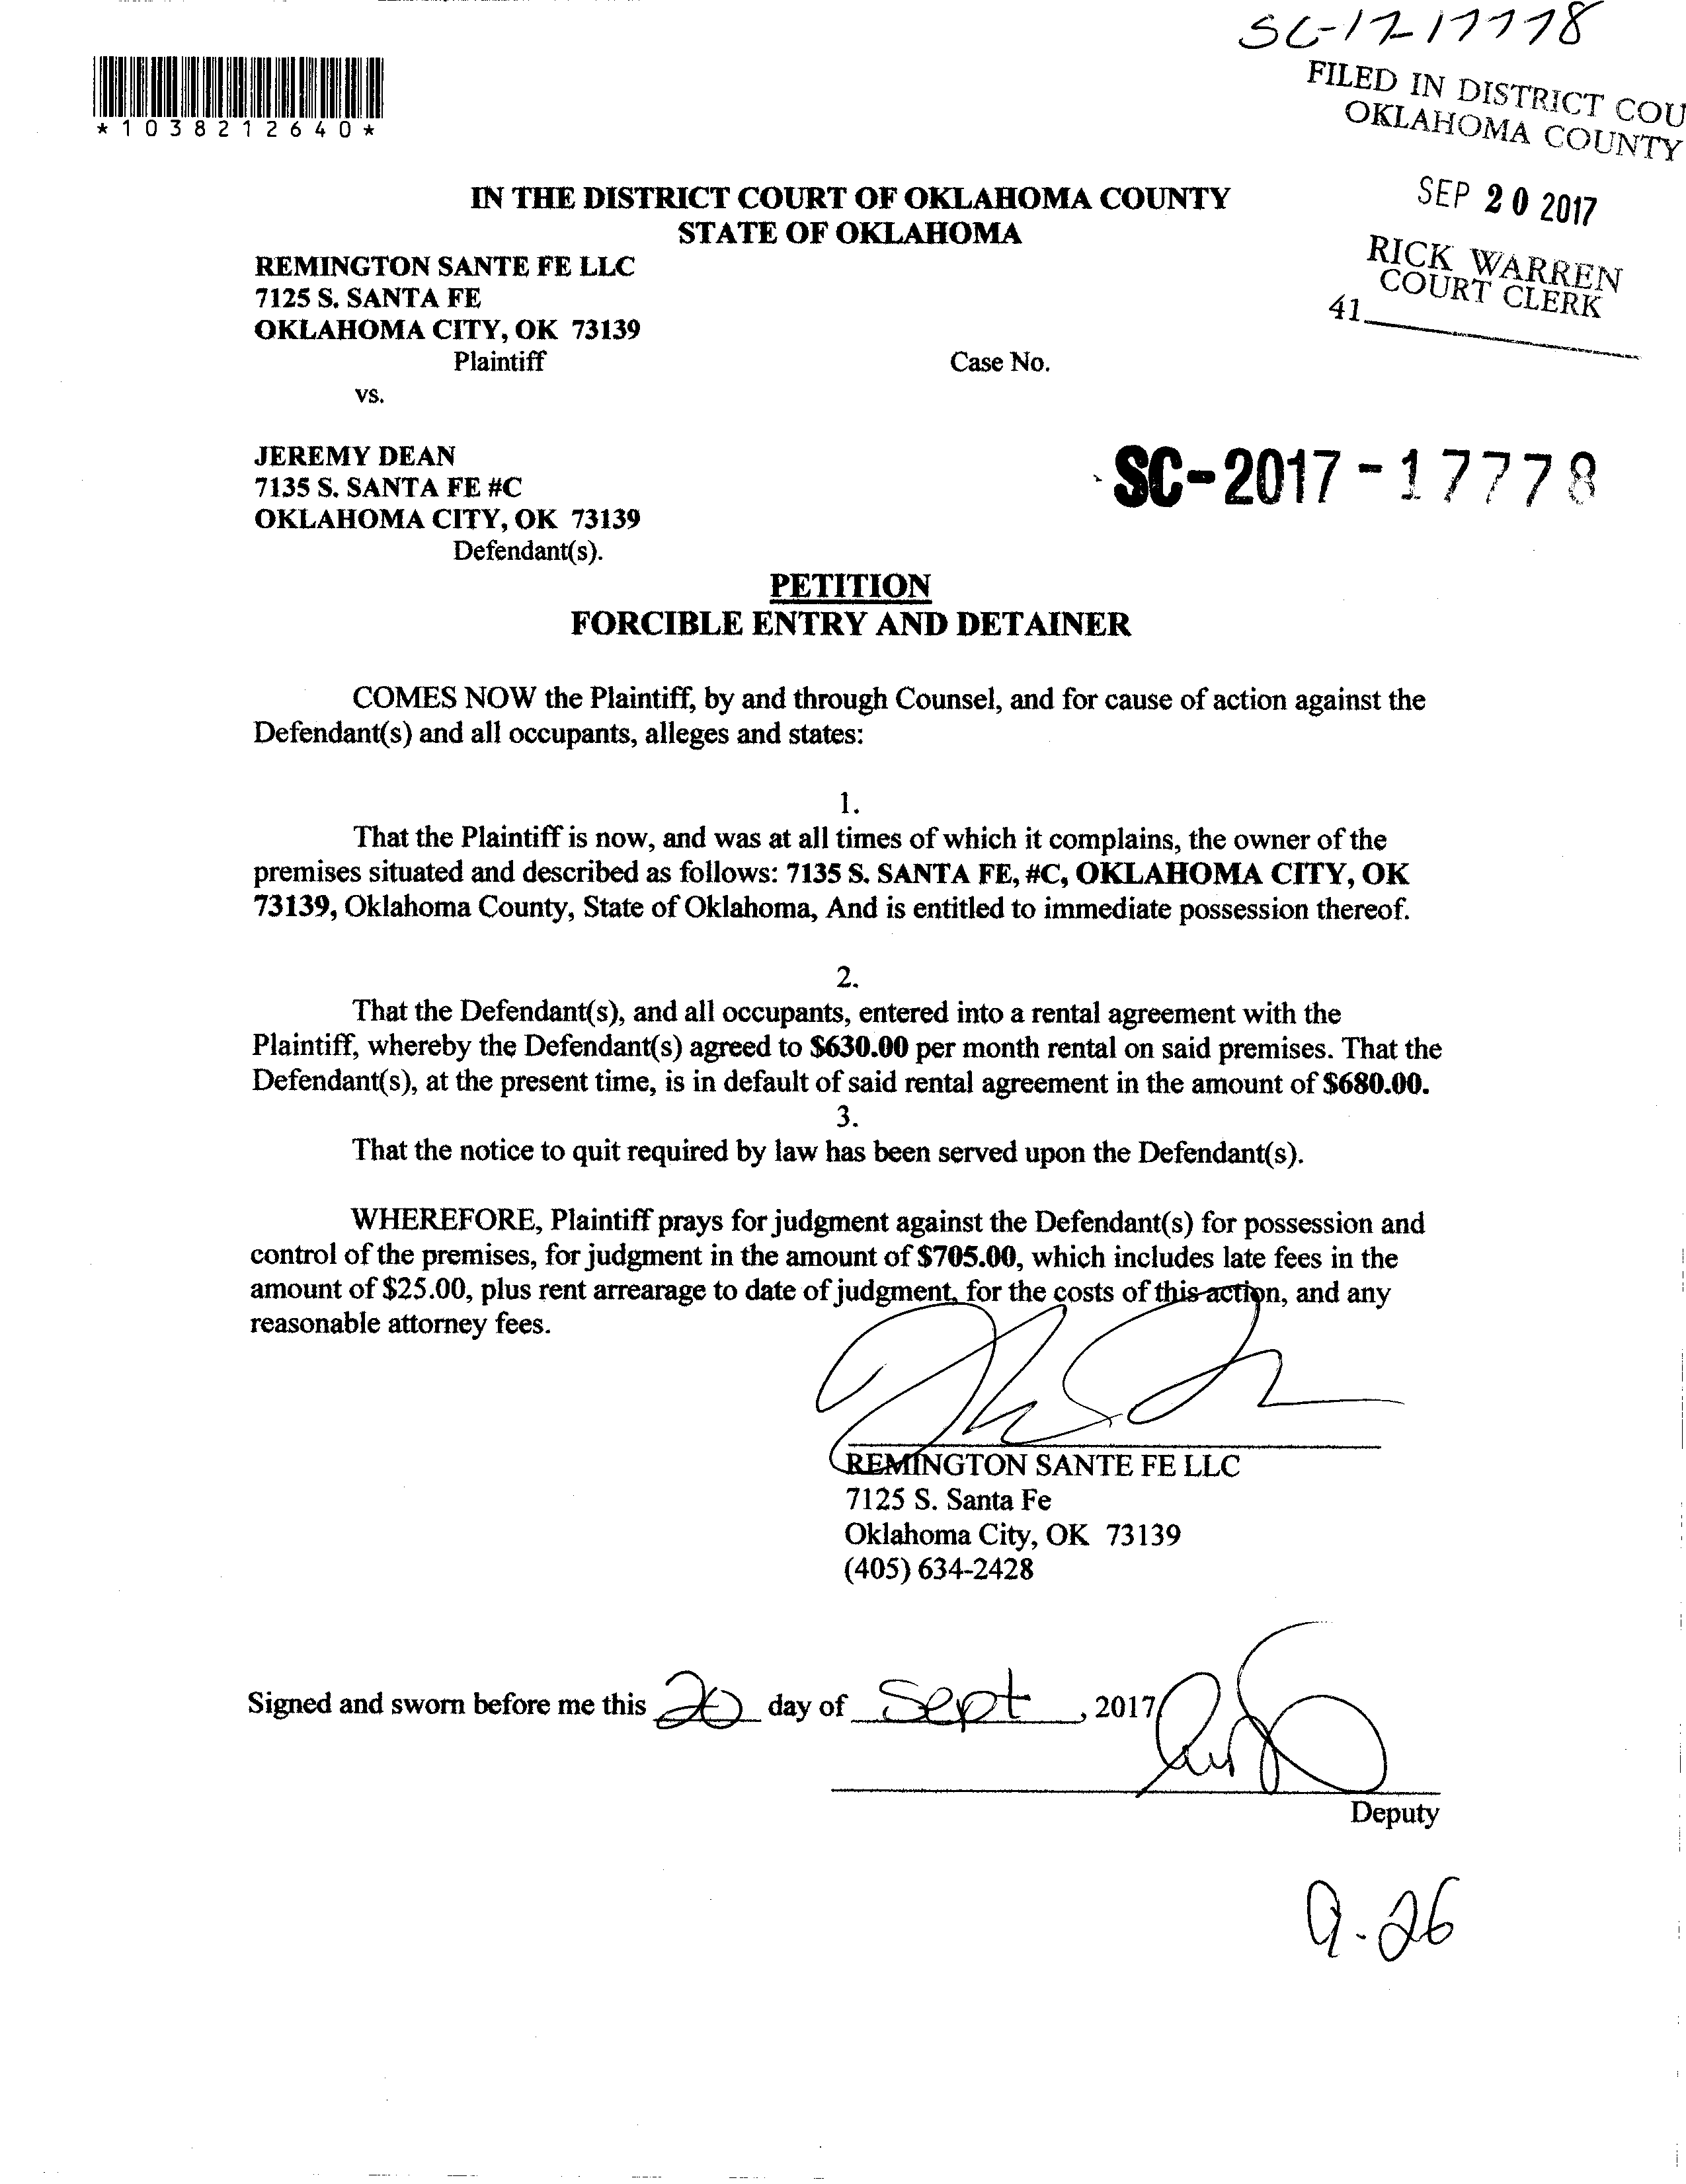 SC-17-17778
FILED IN DISTRICT COU
OKLAHOMA COUNTY
*1038212640*
SEP 20 2017
RICK WARREN
COURT CLERK
41
IN THE DISTRICT COURT OF OKLAHOMA COUNTY
STATE OF OKLAHOMA
REMINGTON SANTE FE LLC
7125 S. SANTA FE
OKLAHOMA CITY, OK 73139
Plaintiff Case No.
vs.
JEREMY DEAN
7135 S. SANTA FE #C
OKLAHOMA CITY, OK 73139
Defendant(s).
SC-2017-17778
PETITION
FORCIBLE ENTRY AND DETAINER
COMES NOW the Plaintiff, by and through Counsel, and for cause of action against the
Defendant(s) and all occupants, alleges and states:
1.
That the Plaintiff is now, and was at all times of which it complains, the owner of the
premises situated and described as follows: 7135 S. SANTA FE, #C, OKLAHOMA CITY, OK
73139, Oklahoma County, State of Oklahoma, And is entitled to immediate possession thereof.
2.
That the Defendant(s), and all occupants, entered into a rental agreement with the
Plaintiff, whereby the Defendant(s) agreed to $630.00 per month rental on said premises. That the
Defendant(s), at the present time, is in default of said rental agreement in the amount of $680.00.
3.
That the notice to quit required by law has been served upon the Defendant(s).
WHEREFORE, Plaintiff prays for judgment against the Defendant(s) for possession and
control of the premises, for judgment in the amount of $705.00, which includes late fees in the
amount of $25.00, plus rent arrearage to date of judgment, for the costs of this action, and any
reasonable attorney fees.
REMINGTON SANTE FE LLC
7125 S. Santa Fe
Oklahoma City, OK 73139
(405) 634-2428
Signed and sworn before me this 20 day of Sept, 2017
Deputy
9-26